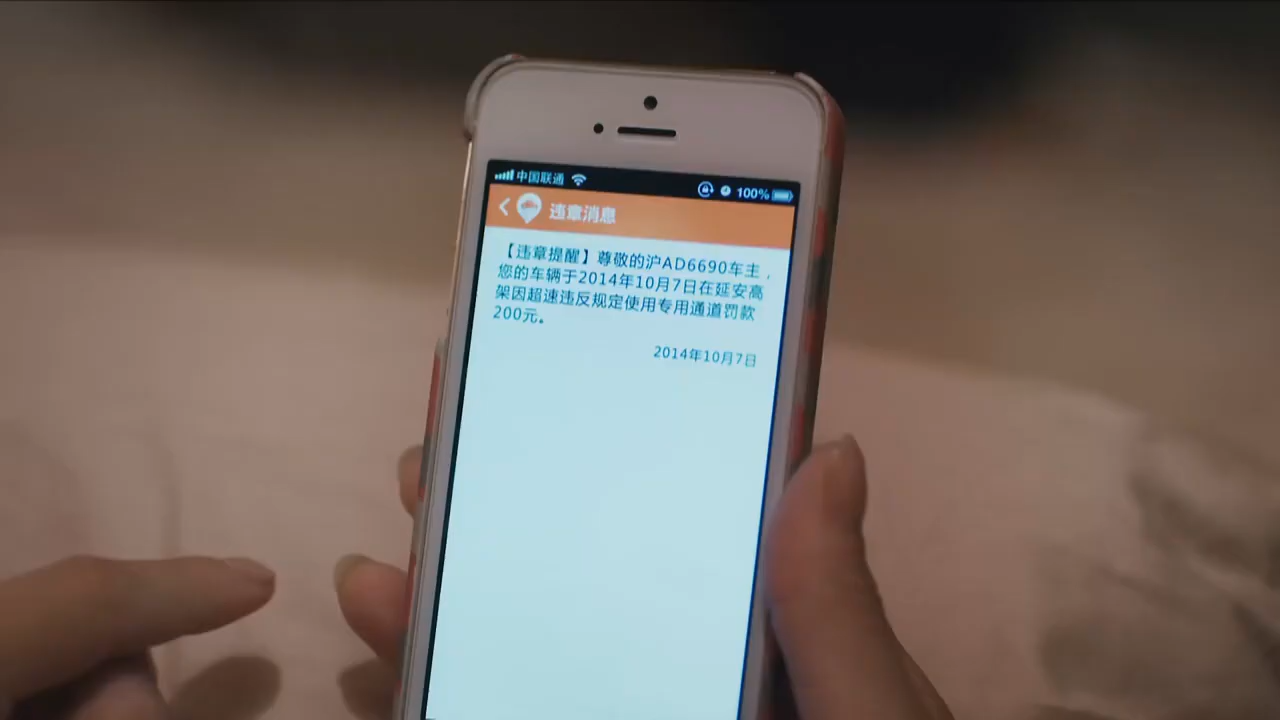 中国联通 100%
违章消息
【违章提醒】尊敬的沪AD6690车主，
您的车辆于2014年10月7日在延安高
架因超速违反规定使用专用通道罚款
200元。
2014年10月7日